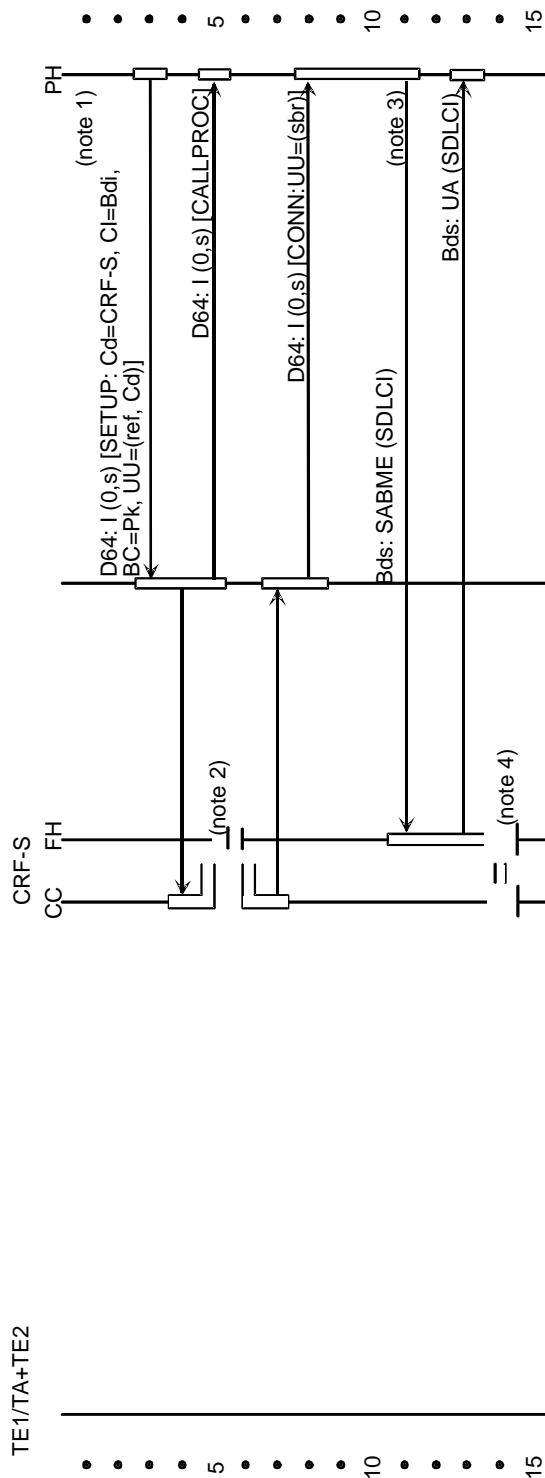 TE1/TA+TE2
CRF-S
CC
FH
PH
(note 1)
D64: I (0,s) [SETUP: Cd=CRF-S, CI=Bdi,
BC=Pk, UU=(ref, Cd)]
5
(note 2)
D64: I (0,s) [CALLPROC]
5
D64: I (0,s) [CONN:UU=(sbr)]
10
Bds: SABME (SDLCI)
(note 3)
10
Bds: UA (SDLCI)
(note 4)
15
15